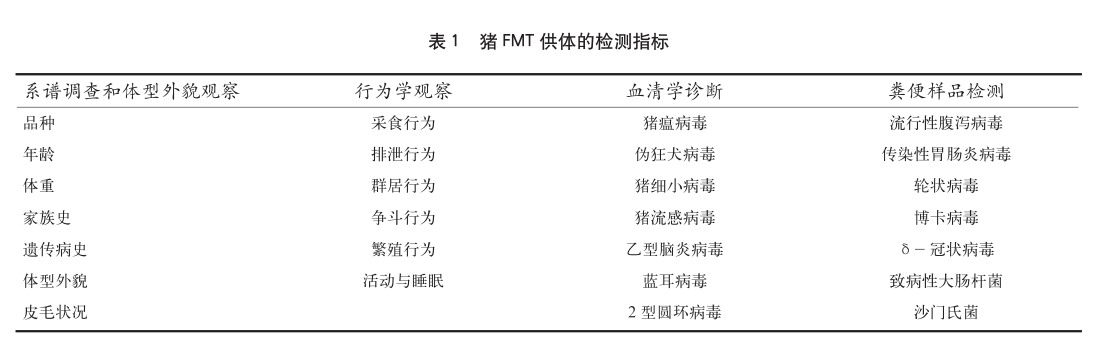 表 1 猪 FMT 供体的检测指标
系谱调查和体型外貌观察 行为学观察 血清学诊断 粪便样品检测
品种 采食行为 猪瘟病毒 流行性腹泻病毒
年龄 排泄行为 伪狂犬病毒 传染性胃肠炎病毒
体重 群居行为 猪细小病毒 轮状病毒
家族史 争斗行为 猪流感病毒 博卡病毒
遗传病史 繁殖行为 乙型脑炎病毒 δ-冠状病毒
体型外貌 活动与睡眠 蓝耳病毒 致病性大肠杆菌
皮毛状况 2 型圆环病毒 沙门氏菌